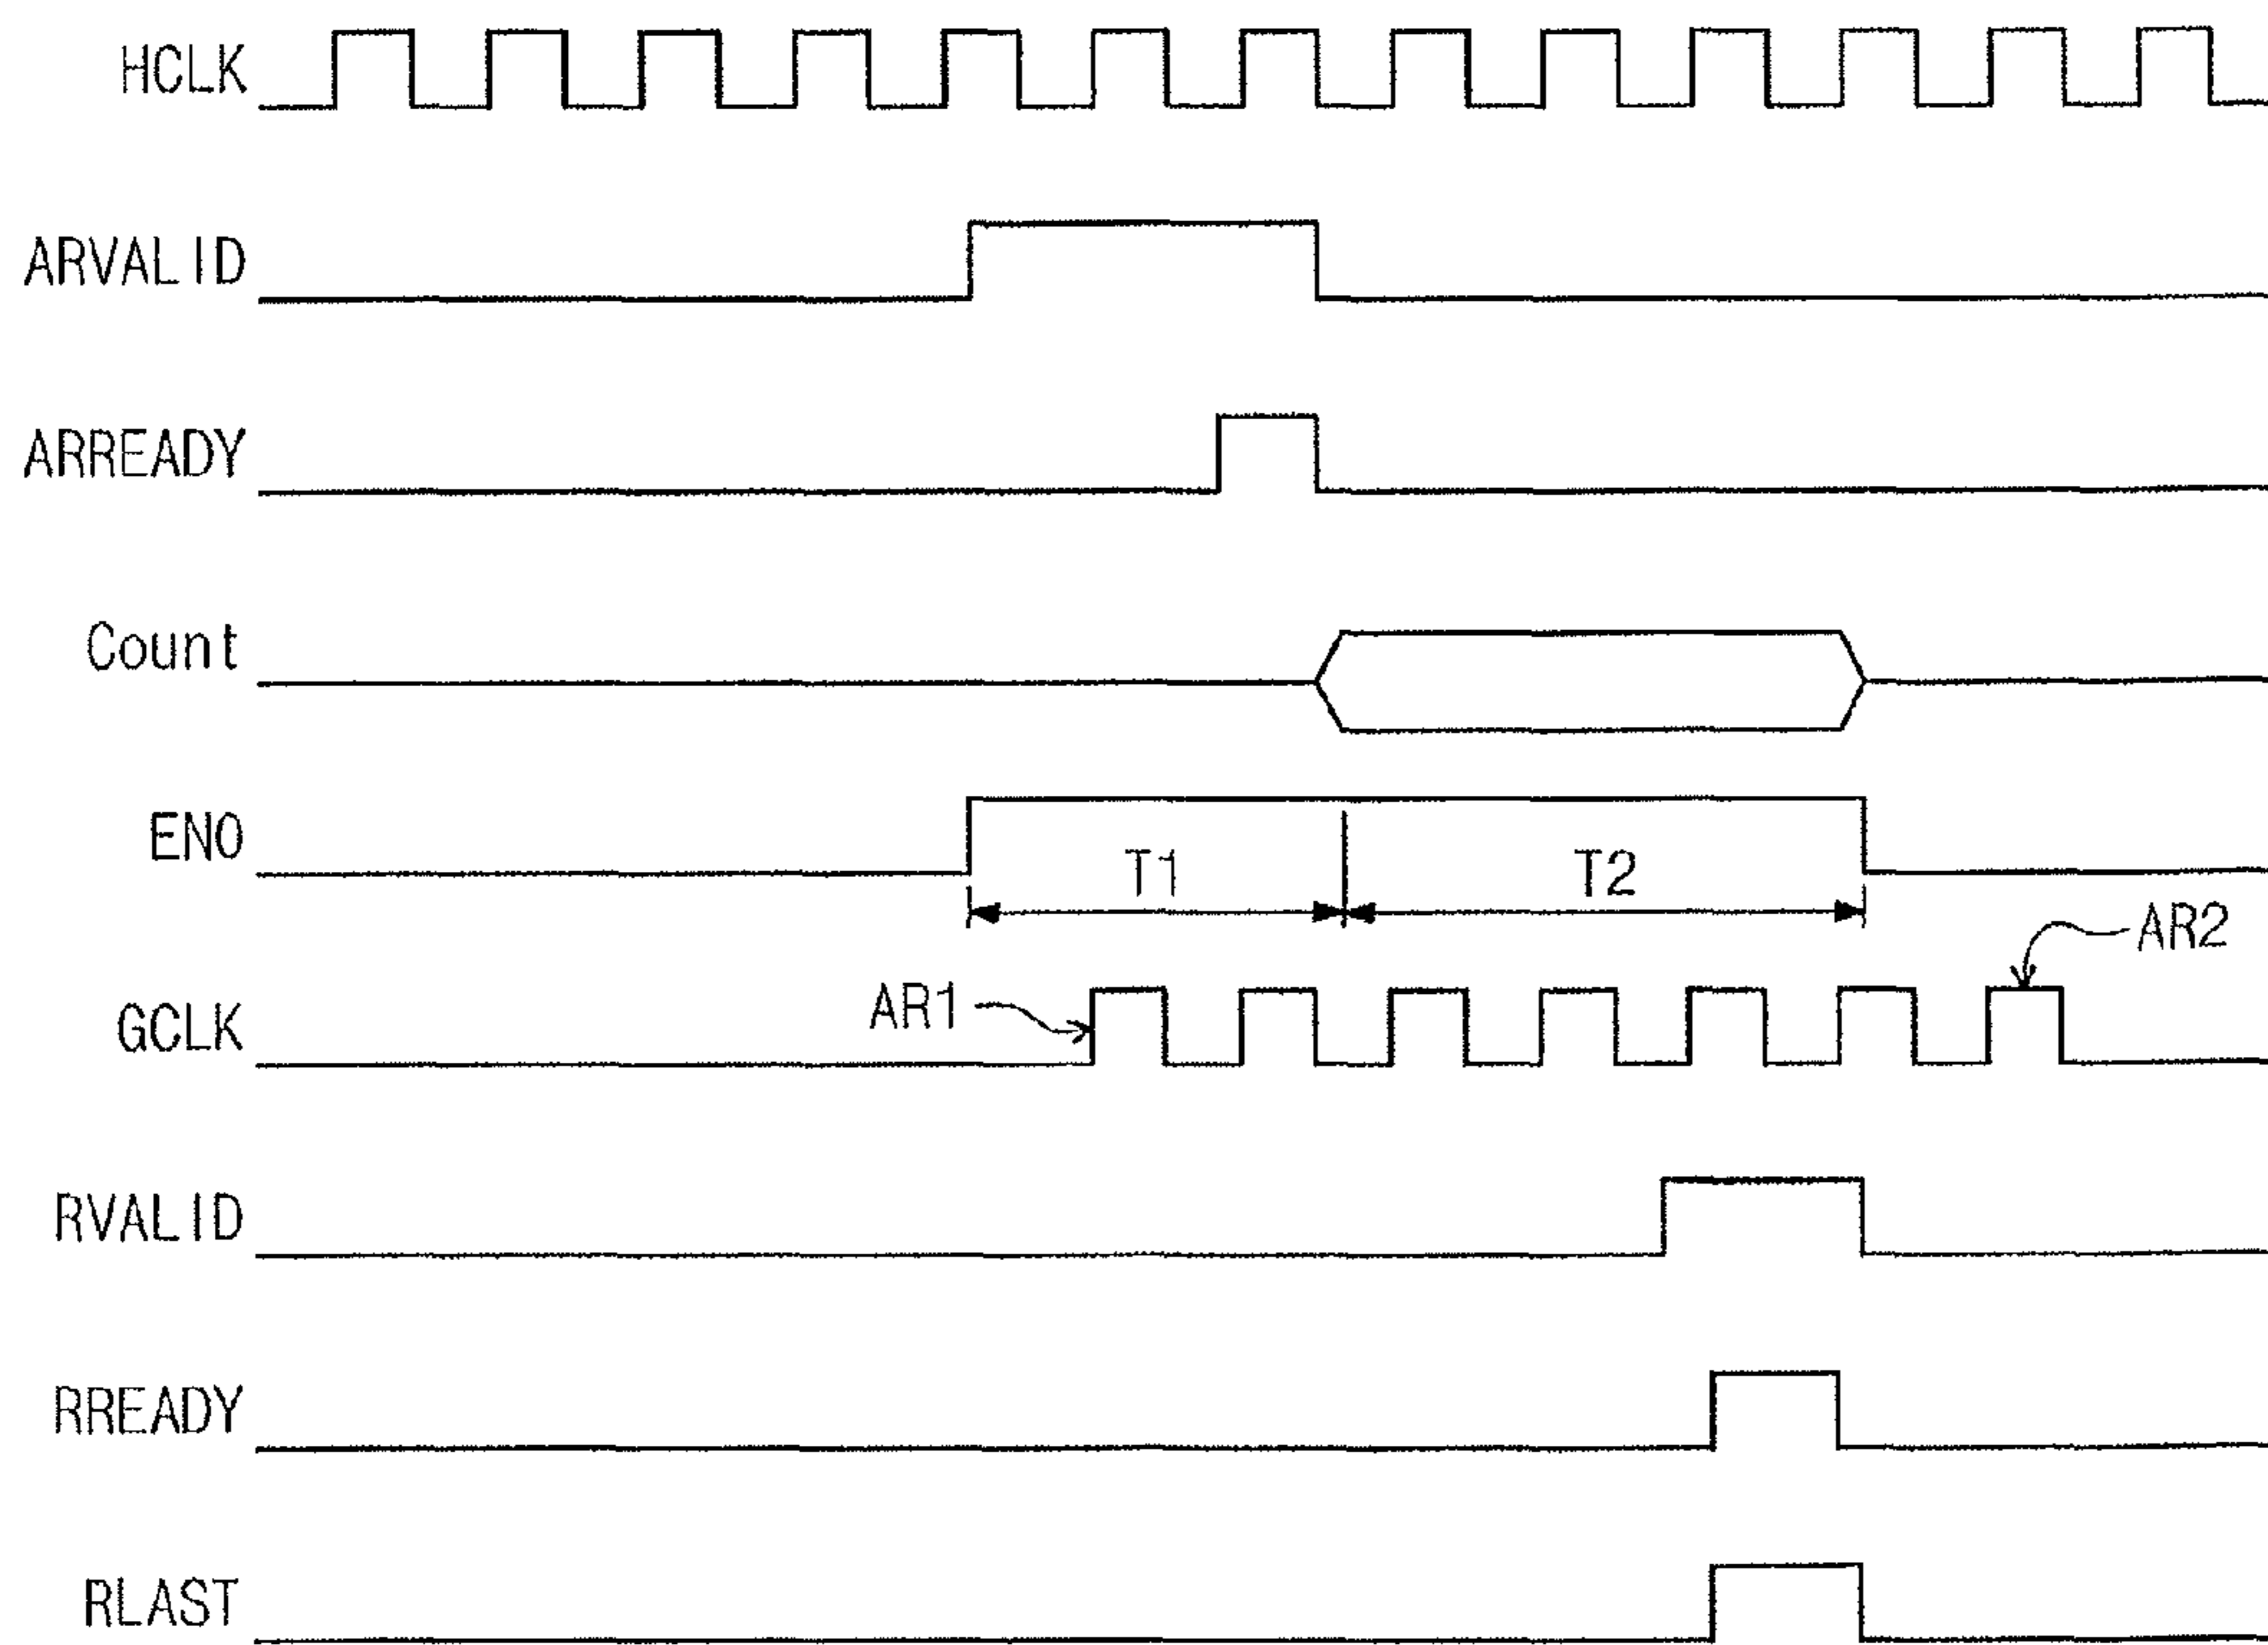 HCLK
ARVALID
ARREADY
Count
EN0
T1 T2
AR2
AR1
GCLK
RVALID
RREADY
RLAST